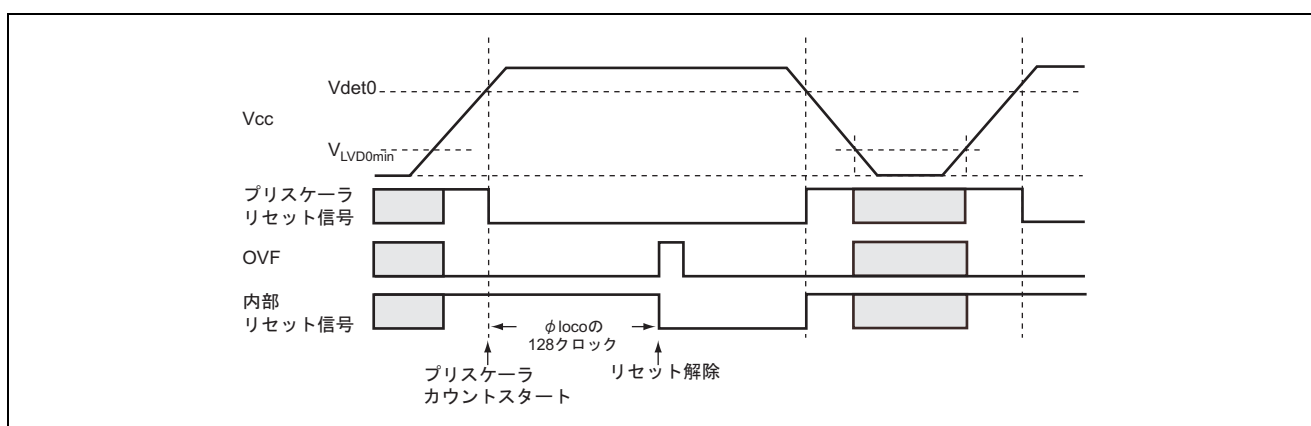 Vdet0
Vcc
VLVD0min
プリスケーラ
リセット信号
OVF
内部
リセット信号
φlocoの
128クロック
プリスケーラ
カウントスタート
リセット解除